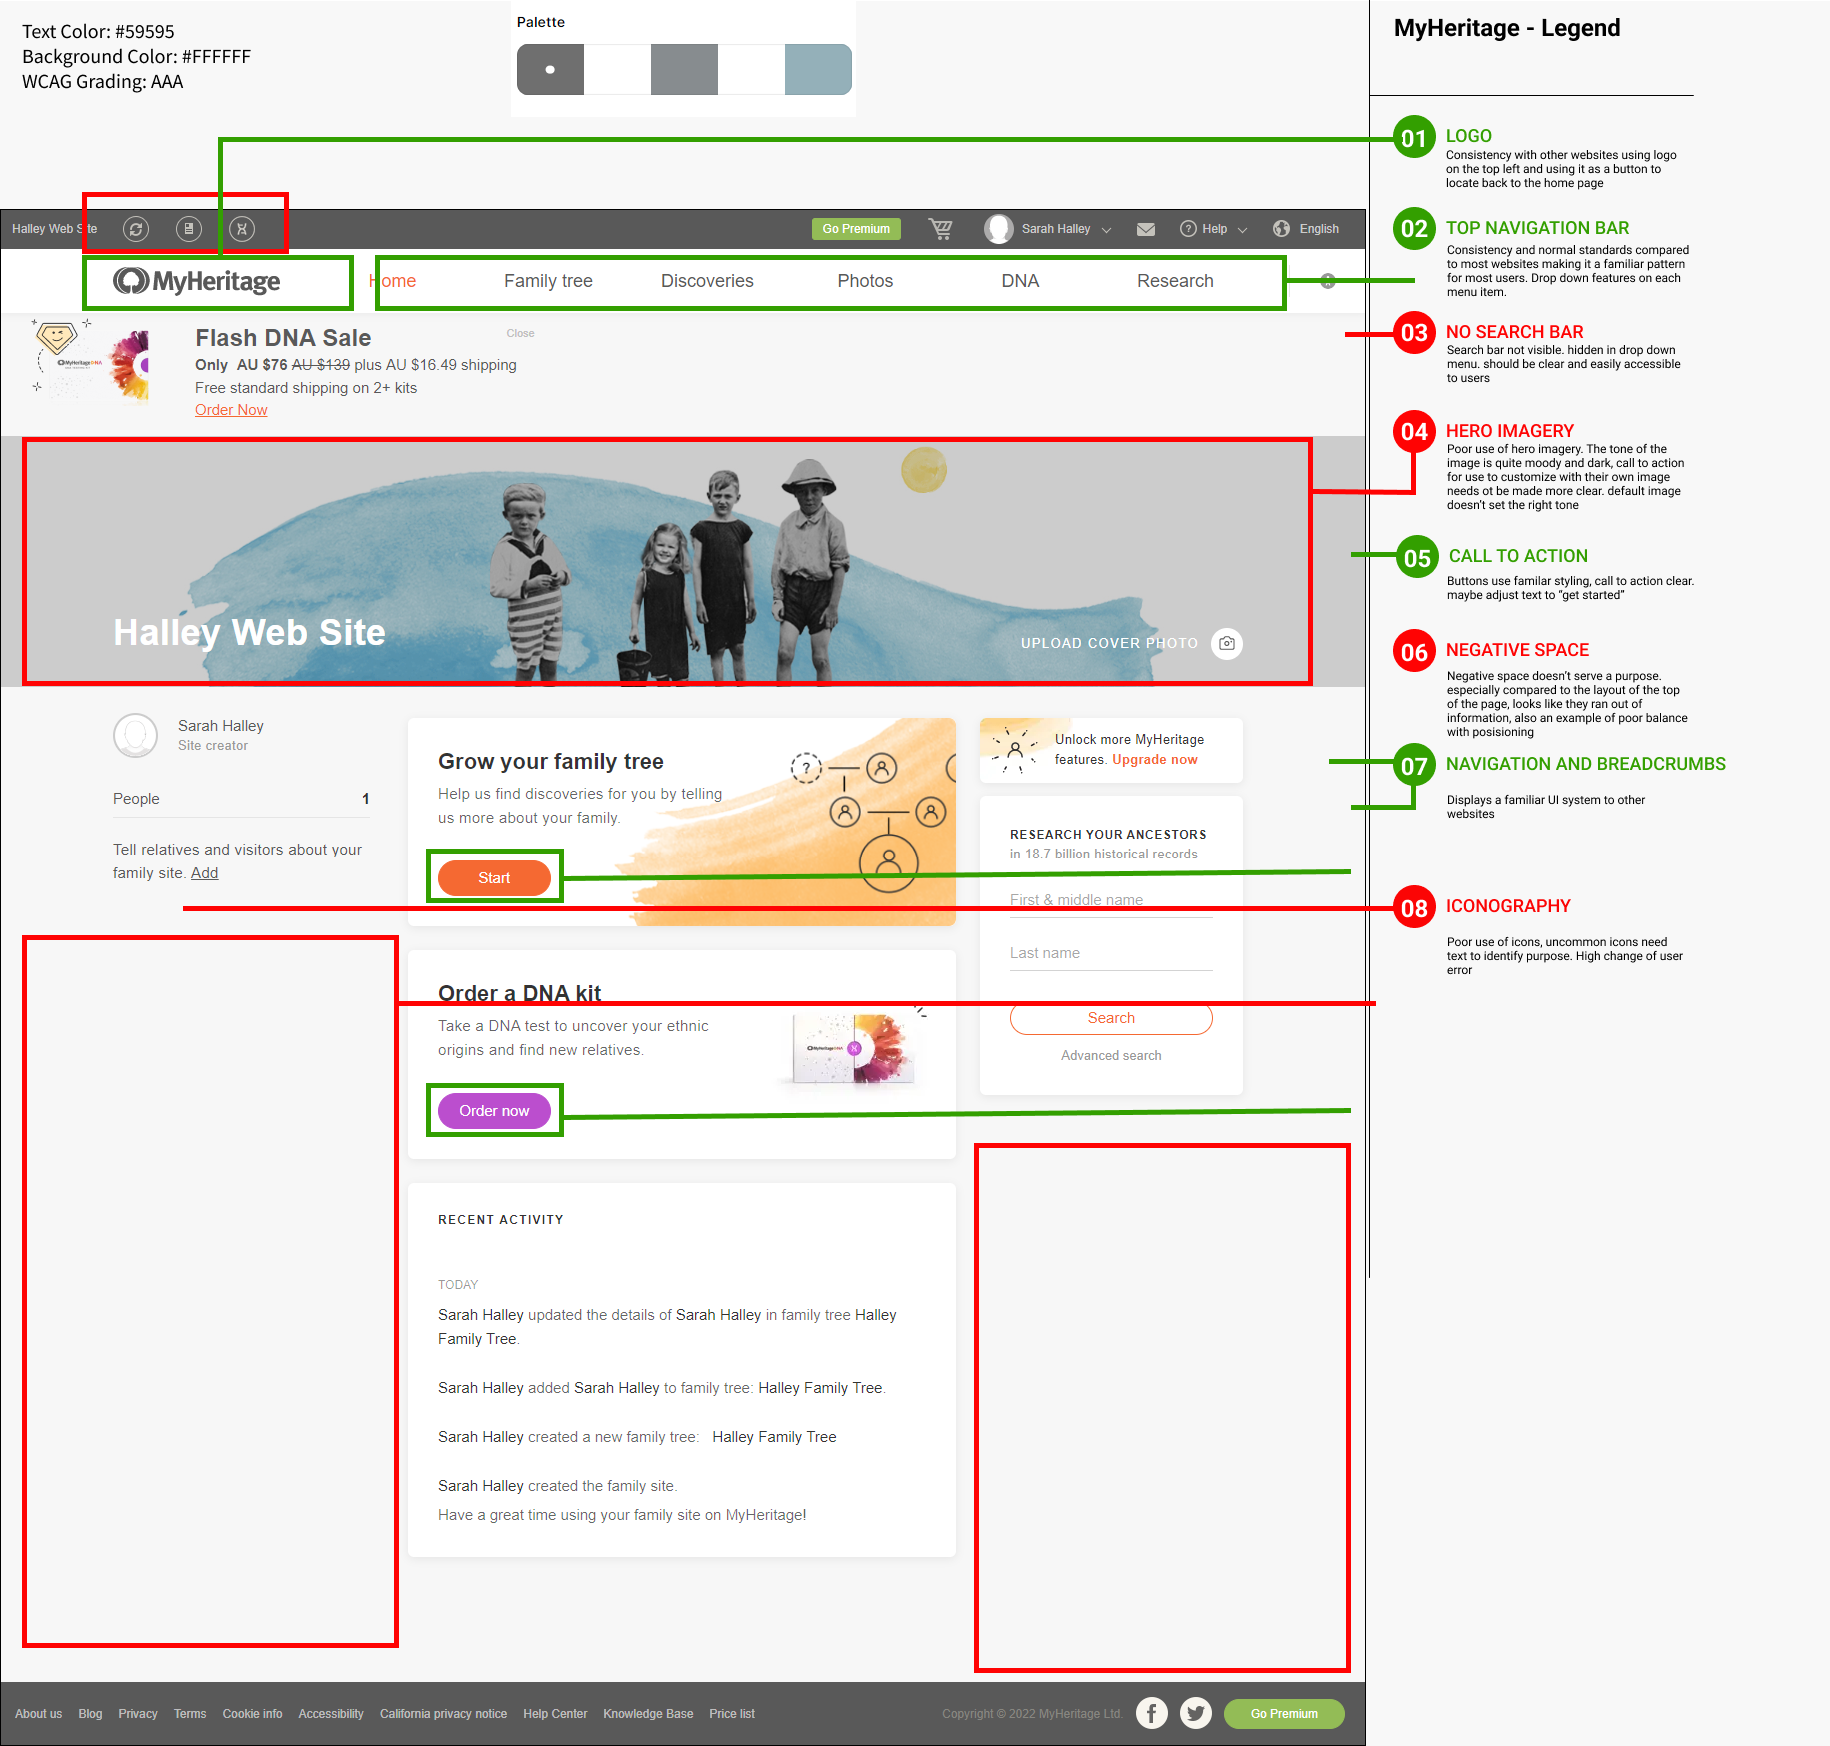 Text Color: #59595
Background Color: #FFFFFF
WCAG Grading: AAA
Palette
MyHeritage - Legend
01
LOGO
Consistency with other websites using logo
on the top left and using it as a button to
locate back to the home page
02
TOP NAVIGATION BAR
Consistency and normal standards compared
to most websites making it a familiar pattern
for most users. Drop down features on each
menu item.
03
NO SEARCH BAR
Search bar not visible. hidden in drop down
menu. should be clear and easily accessible
to users
04
HERO IMAGERY
Poor use of hero imagery. The tone of the
image is quite moody and dark, call to action
for use to customize with their own image
needs ot be made more clear. default image
doesn't set the right tone
05
CALL TO ACTION
Buttons use familar styling, call to action clear.
maybe adjust text to "get started"
06
NEGATIVE SPACE
Negative space doesn't serve a purpose.
especially compared to the layout of the top
of the page, looks like they ran out of
information, also an example of poor balance
with posisioning
07
NAVIGATION AND BREADCRUMBS
Displays a familiar UI system to other
websites
08
ICONOGRAPHY
Poor use of icons, uncommon icons need
text to identify purpose. High change of user
error
Halley Web Site
Go Premium
Sarah Halley
Help
English
MyHeritage
Home
Family tree
Discoveries
Photos
DNA
Research
MyHeritage DNA
Flash DNA Sale
Close
Only AU $76 AU $139 plus AU $16.49 shipping
Free standard shipping on 2+ kits
Order Now
Halley Web Site
UPLOAD COVER PHOTO
Sarah Halley
Site creator
People 1
Tell relatives and visitors about your
family site. Add
Grow your family tree
Help us find discoveries for you by telling
us more about your family.
Start
Order a DNA kit
Take a DNA test to uncover your ethnic
origins and find new relatives.
MyHeritage DNA
Order now
Unlock more MyHeritage
features. Upgrade now
RESEARCH YOUR ANCESTORS
in 18.7 billion historical records
First & middle name
Last name
Search
Advanced search
RECENT ACTIVITY
TODAY
Sarah Halley updated the details of Sarah Halley in family tree Halley
Family Tree.
Sarah Halley added Sarah Halley to family tree: Halley Family Tree.
Sarah Halley created a new family tree: Halley Family Tree
Sarah Halley created the family site.
Have a great time using your family site on MyHeritage!
About us
Blog
Privacy
Terms
Cookie info
Accessibility
California privacy notice
Help Center
Knowledge Base
Price list
Copyright © 2022 MyHeritage Ltd.
Go Premium